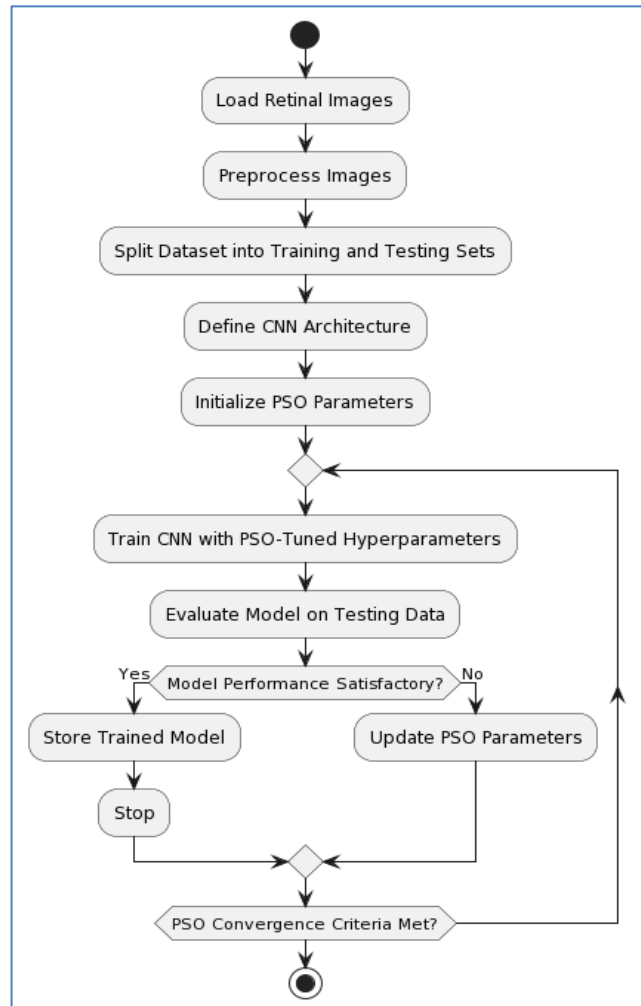 Load Retinal Images
Preprocess Images
Split Dataset into Training and Testing Sets
Define CNN Architecture
Initialize PSO Parameters
Train CNN with PSO-Tuned Hyperparameters
Evaluate Model on Testing Data
Yes
Model Performance Satisfactory?
No
Store Trained Model
Update PSO Parameters
Stop
PSO Convergence Criteria Met?